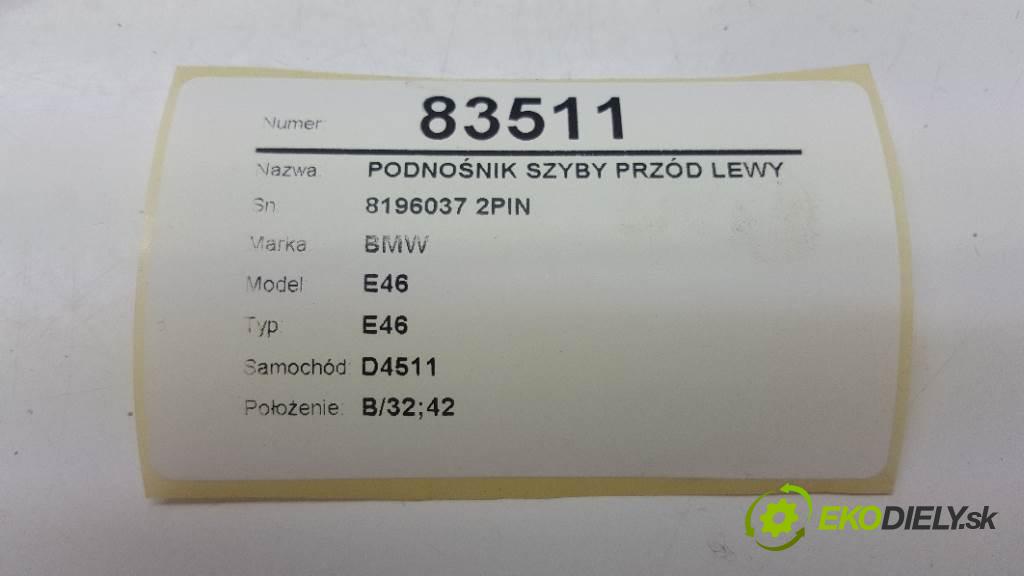 Numer: 83511
Nazwa: PODNOŚNIK SZYBY PRZÓD LEWY
Sn: 8196037 2PIN
Marka: BMW
Model E46
Typ: E46
Samochód: D4511
Położenie: B/32;42
EKODIELY.sk